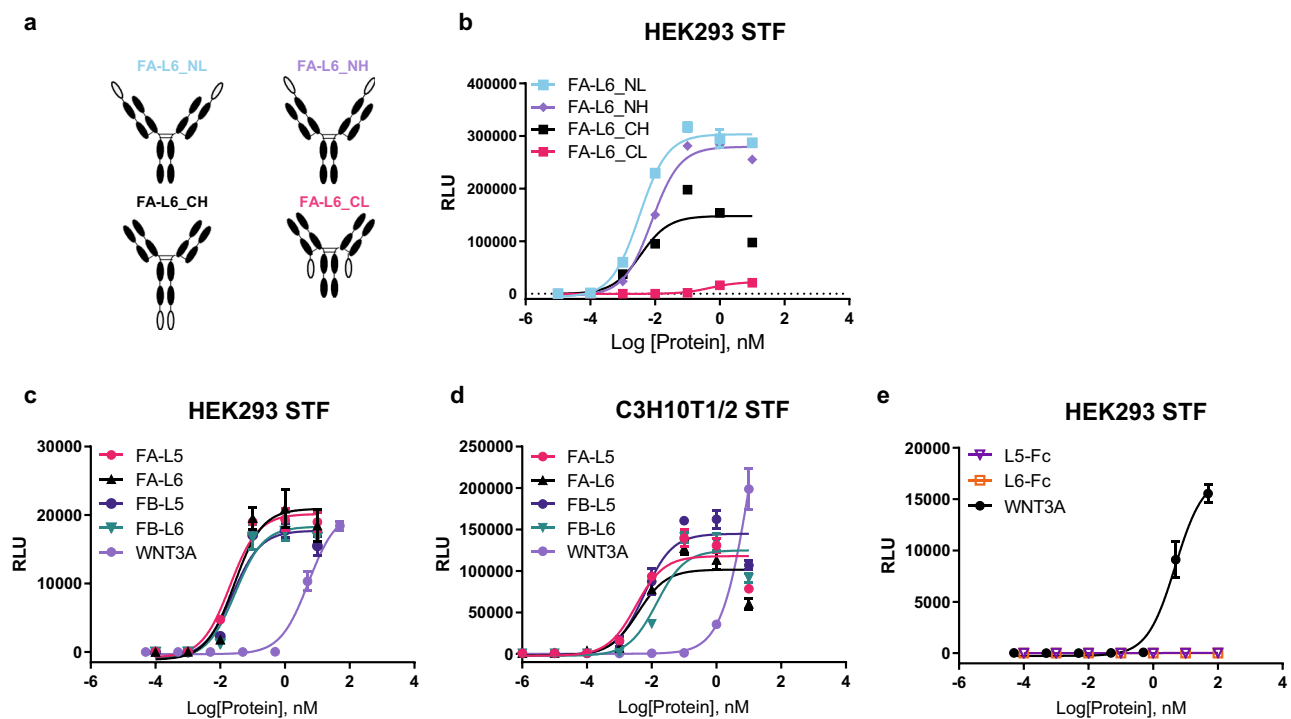 a
FA-L6_NL
FA-L6_NH
FA-L6_CH
FA-L6_CL
b
HEK293 STF
400000
300000
200000
100000
0
RLU
FA-L6_NL
FA-L6_NH
FA-L6_CH
FA-L6_CL
-6 -4 -2 0 2 4
Log [Protein], nM
c
HEK293 STF
30000
20000
10000
0
RLU
FA-L5
FA-L6
FB-L5
FB-L6
WNT3A
-6 -4 -2 0 2 4
Log[Protein], nM
d
C3H10T1/2 STF
250000
200000
150000
100000
50000
0
RLU
FA-L5
FA-L6
FB-L5
FB-L6
WNT3A
-6 -4 -2 0 2 4
Log[Protein], nM
e
HEK293 STF
20000
15000
10000
5000
0
RLU
L5-Fc
L6-Fc
WNT3A
-6 -4 -2 0 2 4
Log[Protein], nM